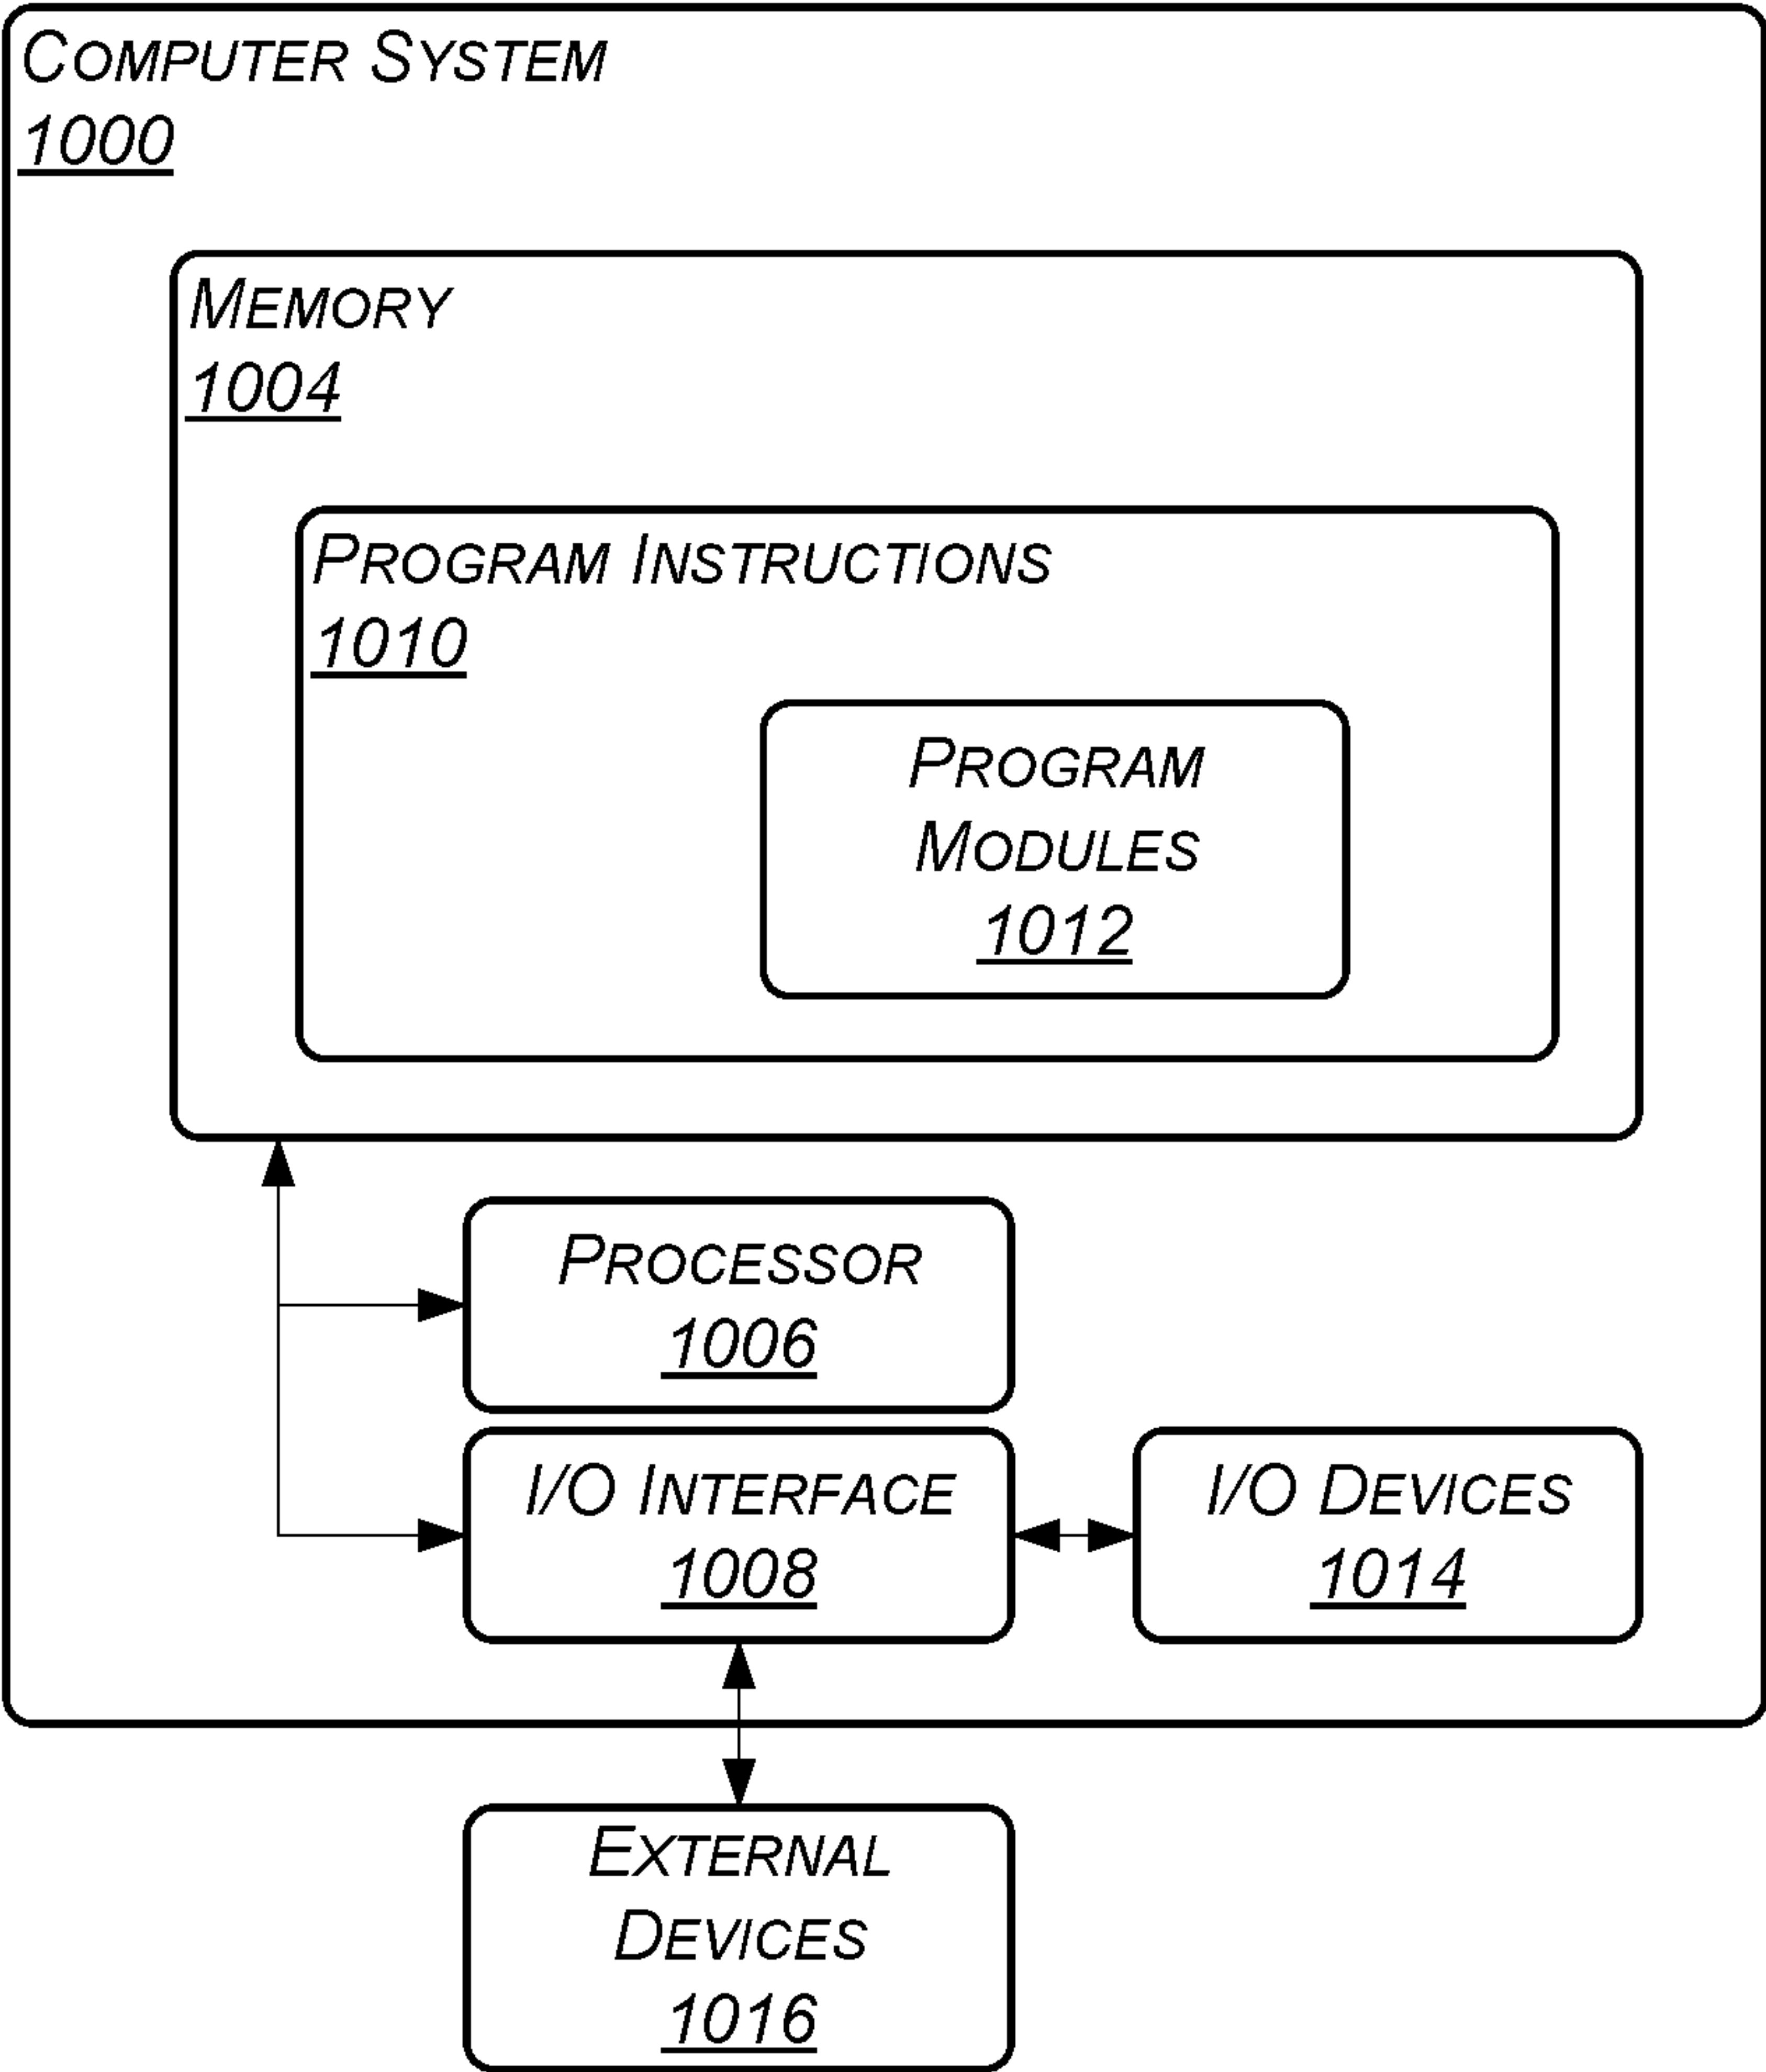 COMPUTER SYSTEM
1000
MEMORY
1004
PROGRAM INSTRUCTIONS
1010
PROGRAM
MODULES
1012
PROCESSOR
1006
I/O INTERFACE
1008
I/O DEVICES
1014
EXTERNAL
DEVICES
1016